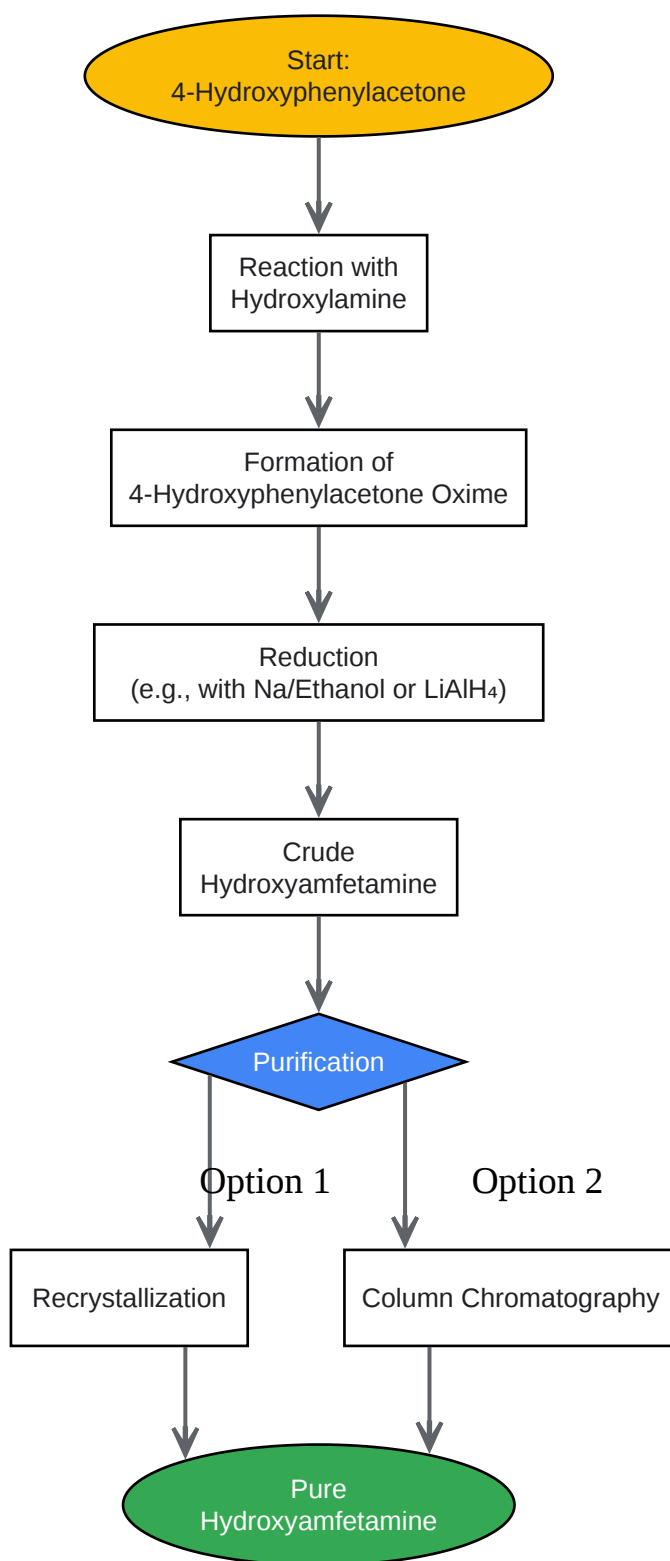 Start:
4-Hydroxyphenylacetone
Reaction with
Hydroxylamine
Formation of
4-Hydroxyphenylacetone Oxime
Reduction
(e.g., with Na/Ethanol or LiAlH₄)
Crude
Hydroxyamfetamine
Purification
Option 1
Option 2
Recrystallization
Column Chromatography
Pure
Hydroxyamfetamine